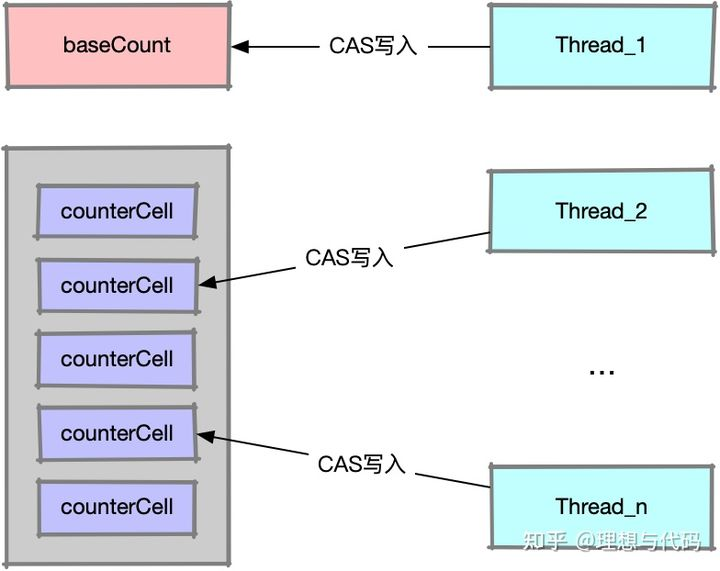 baseCount
CAS写入
Thread_1
counterCell
Thread_2
CAS写入
counterCell
counterCell
...
counterCell
CAS写入
counterCell
Thread_n
知乎 @理想与代码